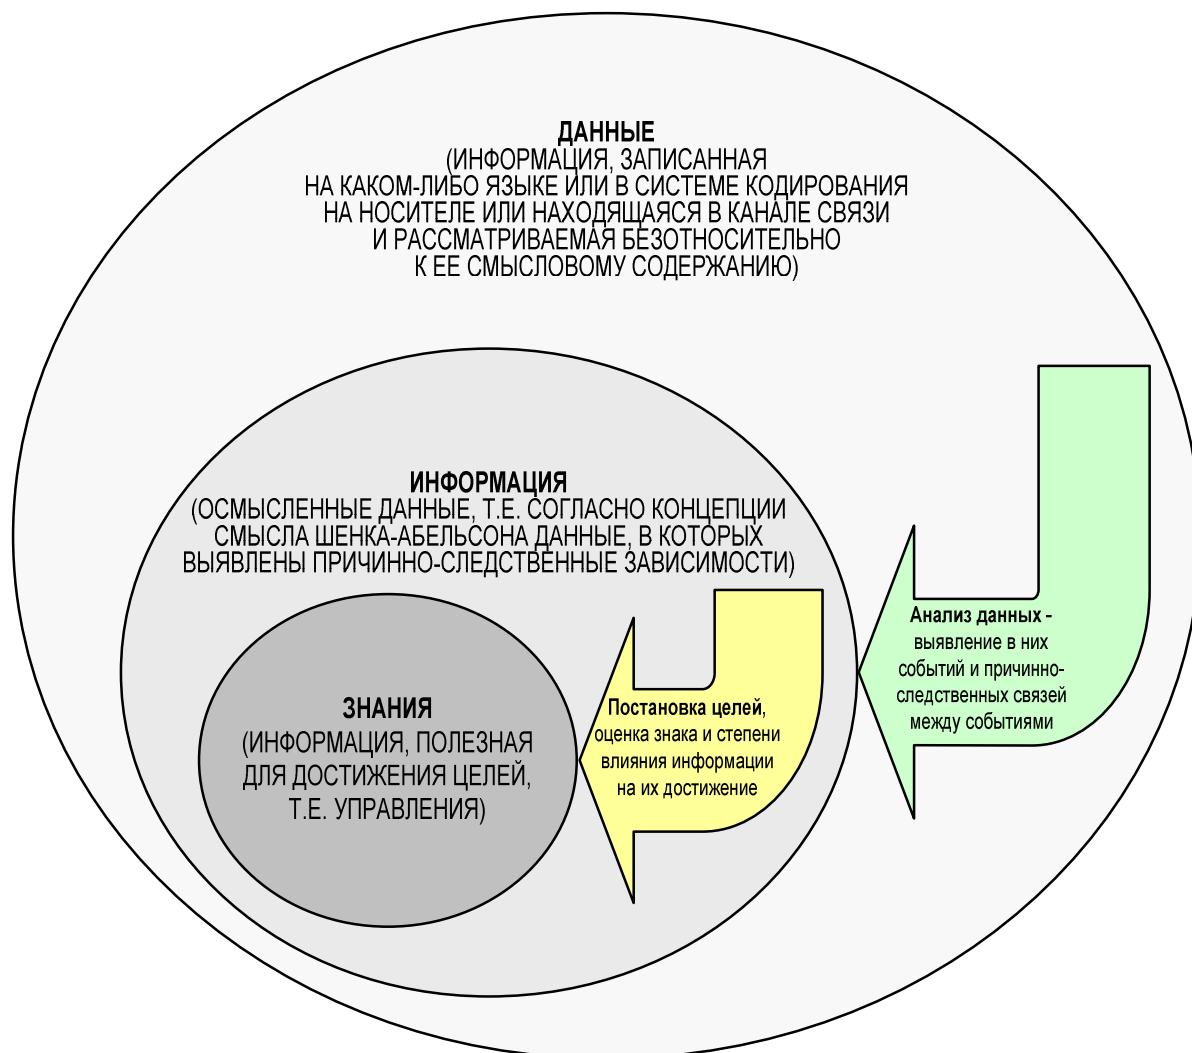 ДАННЫЕ
(ИНФОРМАЦИЯ, ЗАПИСАННАЯ
НА КАКОМ-ЛИБО ЯЗЫКЕ ИЛИ В СИСТЕМЕ КОДИРОВАНИЯ
НА НОСИТЕЛЕ ИЛИ НАХОДЯЩАЯСЯ В КАНАЛЕ СВЯЗИ
И РАССМАТРИВАЕМАЯ БЕЗОТНОСИТЕЛЬНО
К ЕЕ СМЫСЛОВОМУ СОДЕРЖАНИЮ)
ИНФОРМАЦИЯ
(ОСМЫСЛЕННЫЕ ДАННЫЕ, Т.Е. СОГЛАСНО КОНЦЕПЦИИ
СМЫСЛА ШЕНКА-АБЕЛЬСОНА ДАННЫЕ, В КОТОРЫХ
ВЫЯВЛЕНЫ ПРИЧИННО-СЛЕДСТВЕННЫЕ ЗАВИСИМОСТИ)
Анализ данных -
выявление в них
событий и причинно-
следственных связей
между событиями
ЗНАНИЯ
(ИНФОРМАЦИЯ, ПОЛЕЗНАЯ
ДЛЯ ДОСТИЖЕНИЯ ЦЕЛЕЙ,
Т.Е. УПРАВЛЕНИЯ)
Постановка целей,
оценка знака и степени
влияния информации
на их достижение